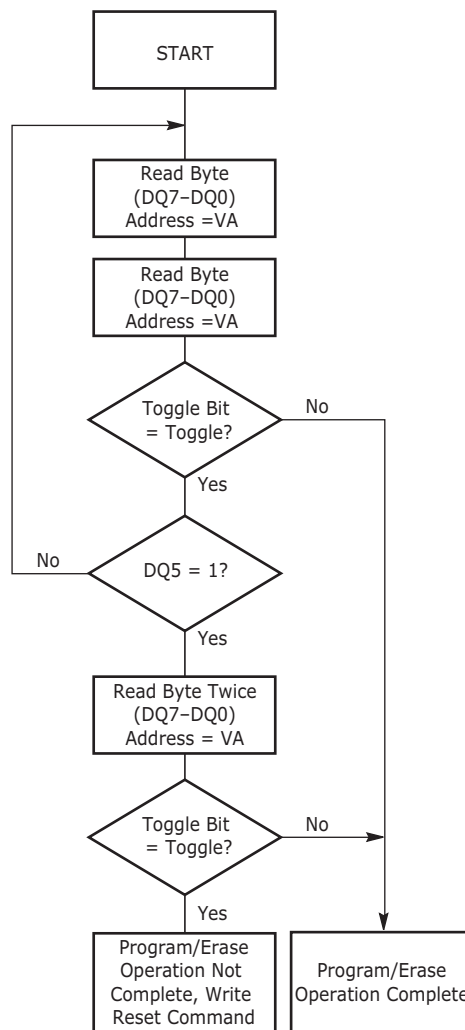 START
Read Byte
(DQ7–DQ0)
Address =VA
Read Byte
(DQ7–DQ0)
Address =VA
Toggle Bit
= Toggle?
No
Yes
No
DQ5 = 1?
Yes
Read Byte Twice
(DQ7–DQ0)
Address = VA
Toggle Bit
= Toggle?
No
Yes
Program/Erase
Operation Not
Complete, Write
Reset Command
Program/Erase
Operation Complete